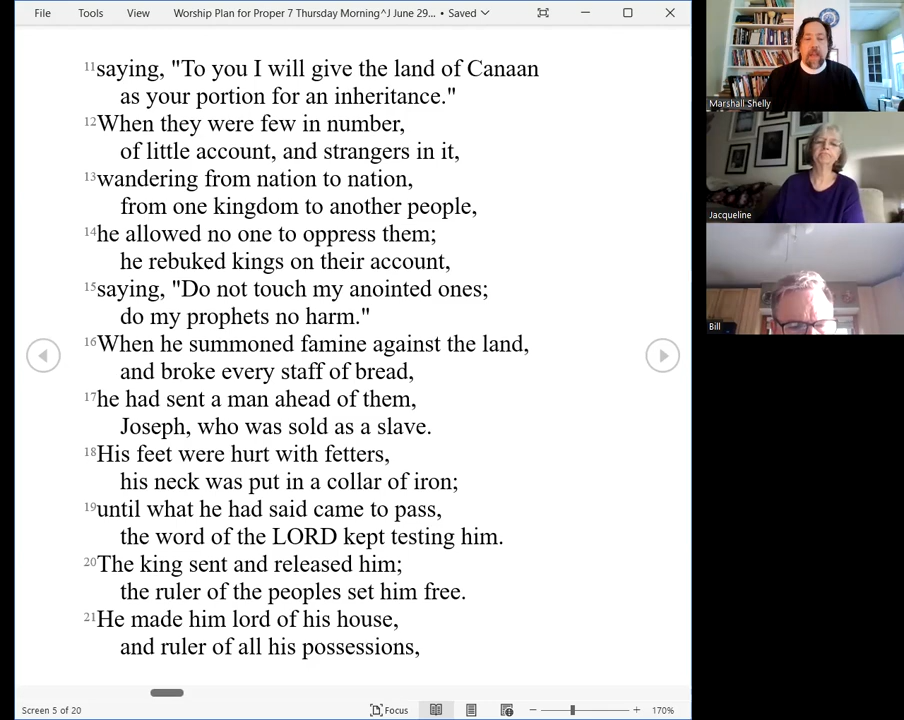 File Tools View Worship Plan for Proper 7 Thursday Morning^J June 29... • Saved
11saying, "To you I will give the land of Canaan
as your portion for an inheritance."
12When they were few in number,
of little account, and strangers in it,
13wandering from nation to nation,
from one kingdom to another people,
14he allowed no one to oppress them;
he rebuked kings on their account,
15saying, "Do not touch my anointed ones;
do my prophets no harm."
16When he summoned famine against the land,
and broke every staff of bread,
17he had sent a man ahead of them,
Joseph, who was sold as a slave.
18His feet were hurt with fetters,
his neck was put in a collar of iron;
19until what he had said came to pass,
the word of the LORD kept testing him.
20The king sent and released him;
the ruler of the peoples set him free.
21He made him lord of his house,
and ruler of all his possessions,
Screen 5 of 20 Focus 170%
Marshall Shelly
Jacqueline
Bill